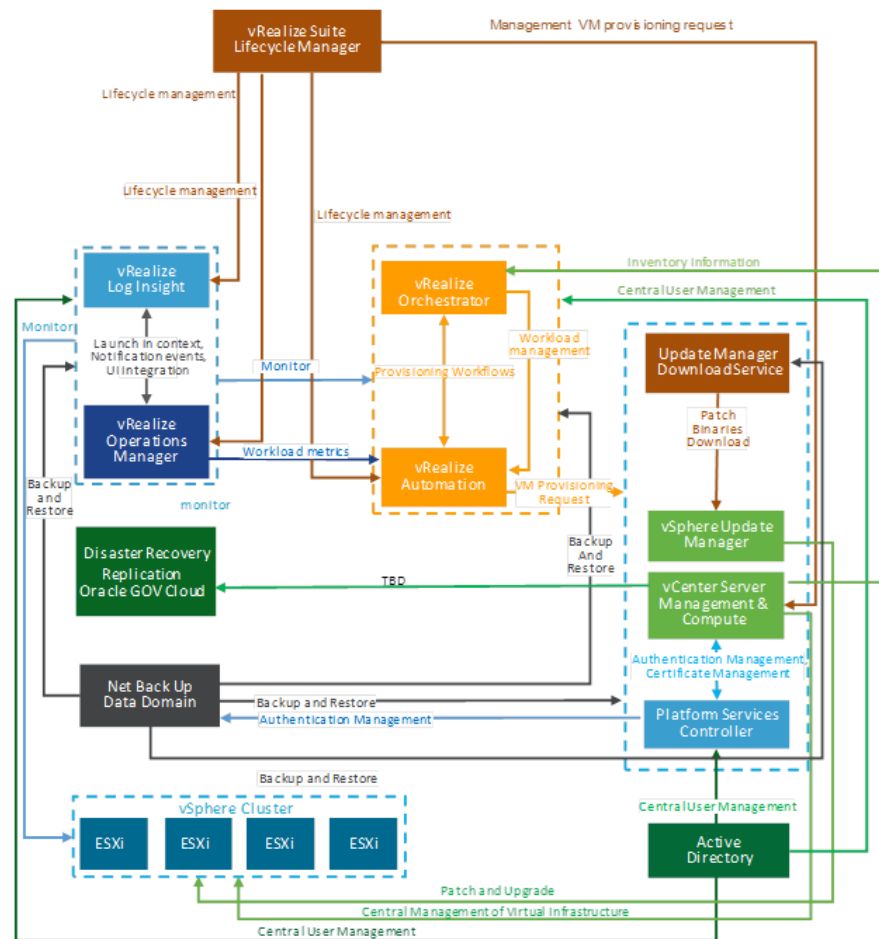 vRealize Suite
Lifecycle Manager
Management VM provisioning request
Lifecycle management
Lifecycle management
Lifecycle management
vRealize
Log Insight
vRealize
Orchestrator
Inventory Information
Central User Management
Monitor
Launch in context,
Notification events,
UI Integration
Workload
management
Update Manager
Download Service
Monitor
Provisioning Workflows
Patch
Binaries
Download
vRealize
Operations
Manager
Workload metrics
vRealize
Automation
VM Provisioning
Request
Backup
and
Restore
monitor
vSphere Update
Manager
Disaster Recovery
Replication
Oracle GOV Cloud
Backup
And
Restore
TBD
vCenter Server
Management &
Compute
Authentication Management,
Certificate Management
Net Back Up
Data Domain
Backup and Restore
Authentication Management
Platform Services
Controller
Backup and Restore
vSphere Cluster
ESXi
ESXi
ESXi
ESXi
Central User Management
Active
Directory
Patch and Upgrade
Central Management of Virtual Infrastructure
Central User Management